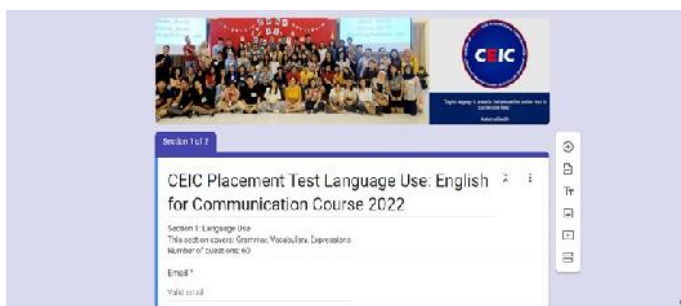 CEIC
Section 1 of 2
CEIC Placement Test Language Use: English
for Communication Course 2022
Section 1: Language Use
This section covers: Grammar, Vocabulary, Expressions
Number of questions: 60
Email *
Valid email